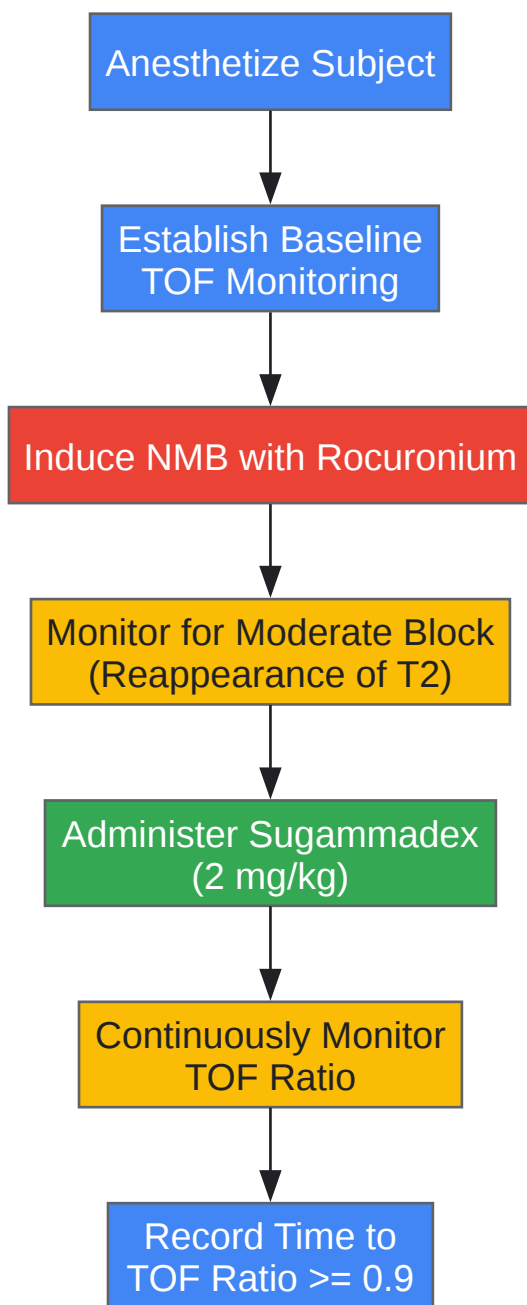 Anesthetize Subject
Establish Baseline
TOF Monitoring
Induce NMB with Rocuronium
Monitor for Moderate Block
(Reappearance of T2)
Administer Sugammadex
(2 mg/kg)
Continuously Monitor
TOF Ratio
Record Time to
TOF Ratio >= 0.9